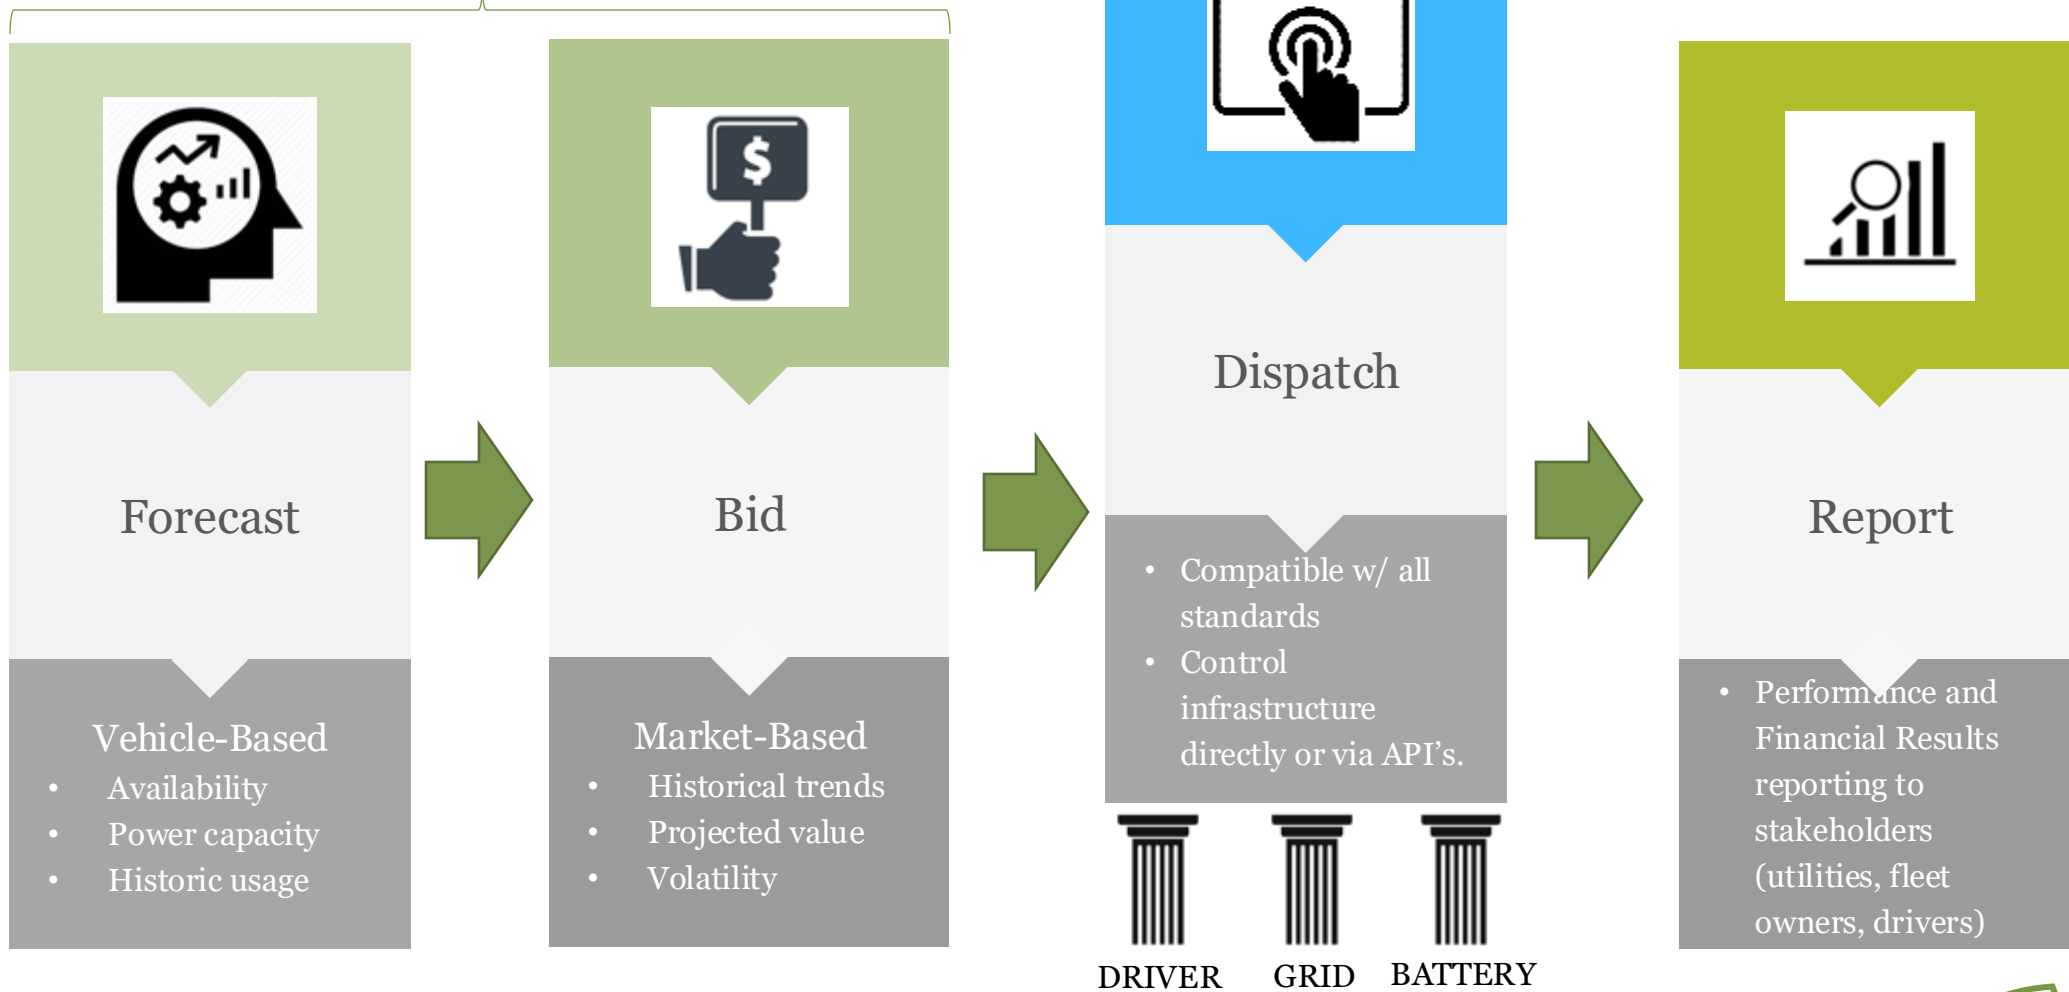 Forecast
Vehicle-Based
• Availability
• Power capacity
• Historic usage
$
Bid
Market-Based
• Historical trends
• Projected value
• Volatility
Dispatch
• Compatible w/ all
standards
• Control
infrastructure
directly or via API's.
DRIVER GRID BATTERY
Report
• Performance and
Financial Results
reporting to
stakeholders
(utilities, fleet
owners, drivers)